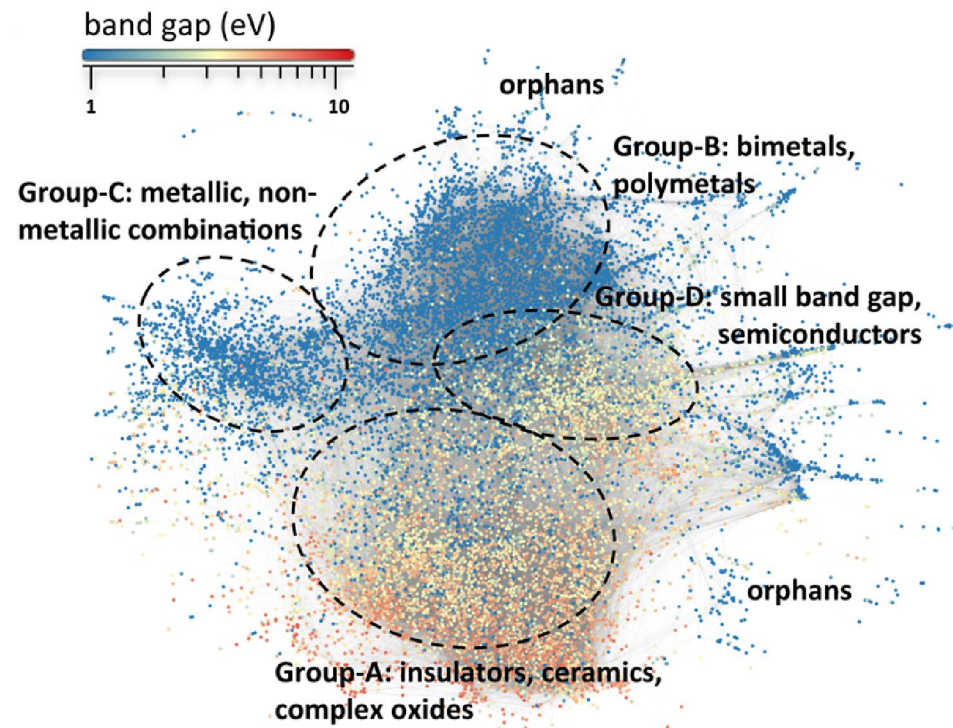 band gap (eV)
1
10
orphans
Group-B: bimetals,
polymetals
Group-C: metallic, non-
metallic combinations
Group-D: small band gap,
semiconductors
orphans
Group-A: insulators, ceramics,
complex oxides